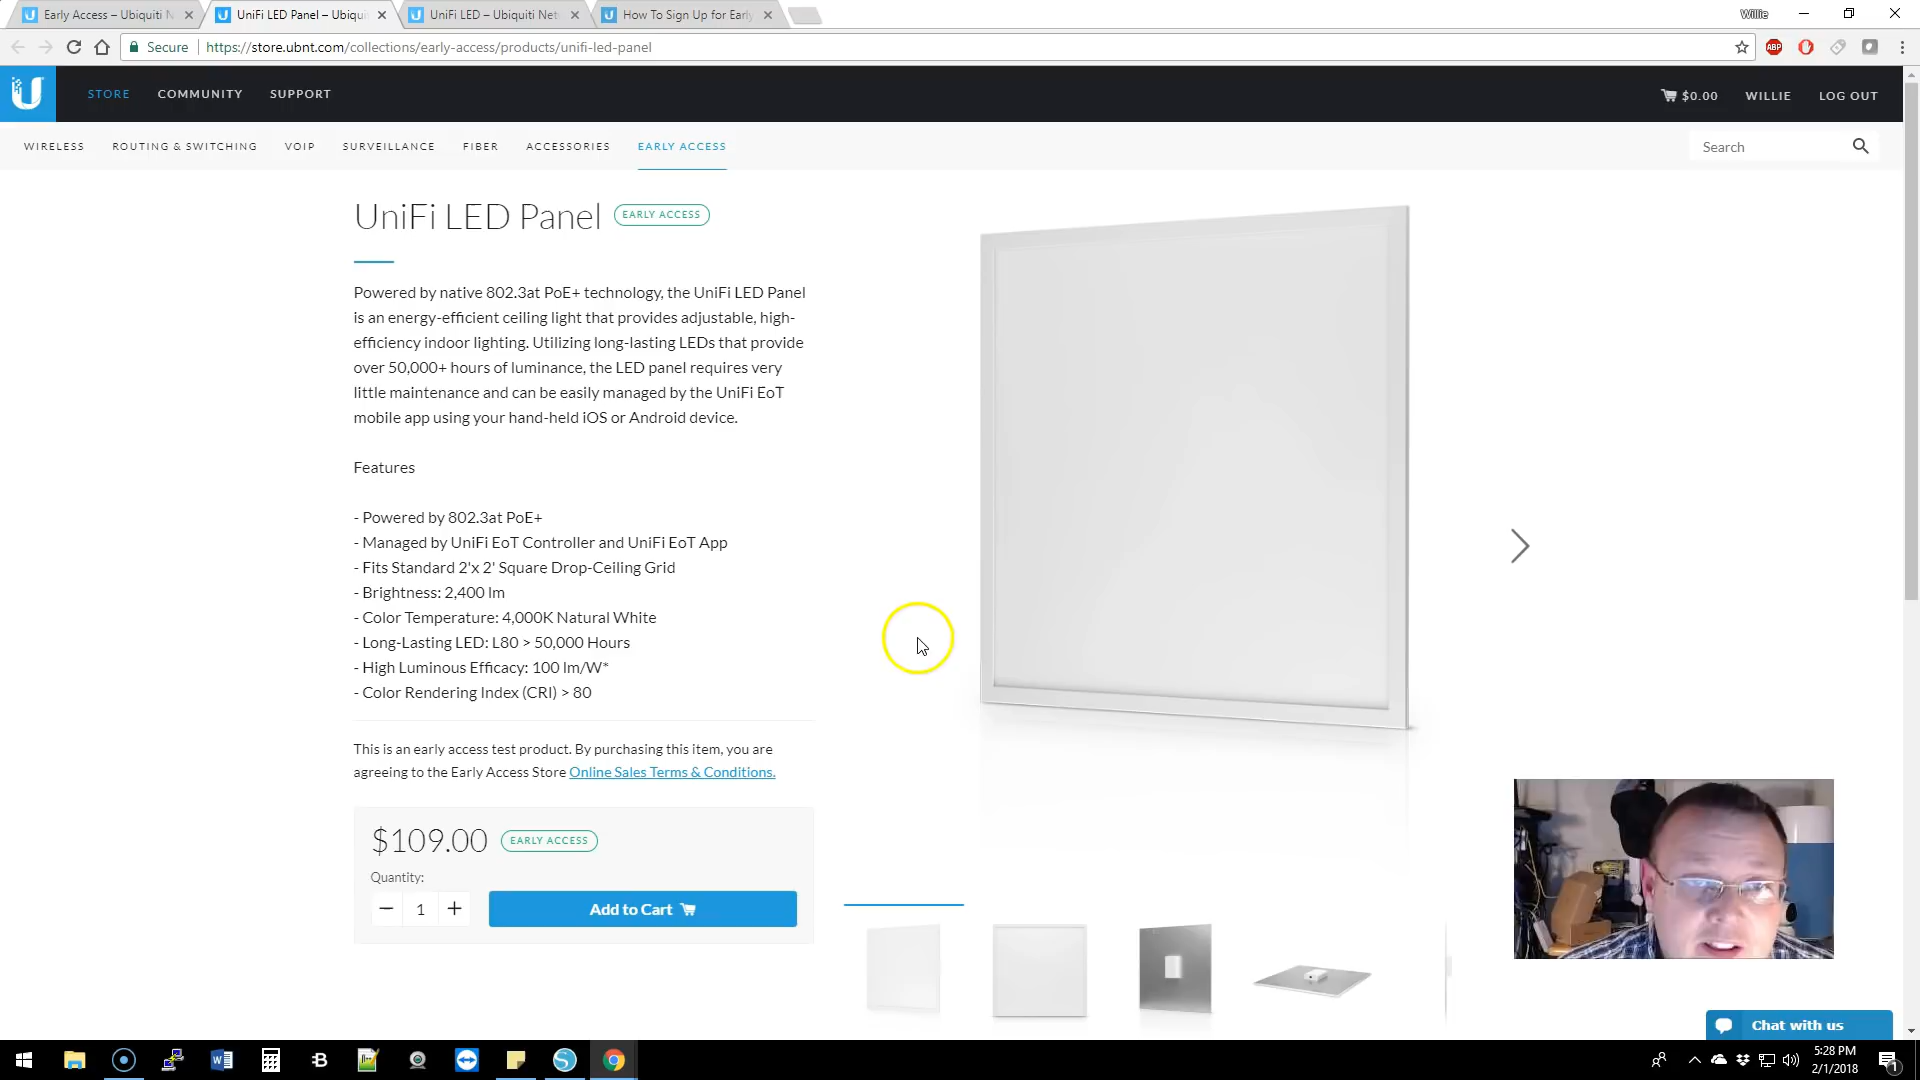 Early Access – Ubiquiti N
UniFi LED Panel – Ubiqui
UniFi LED – Ubiquiti Net
How To Sign Up for Early
Willie
Secure
https://store.ubnt.com/collections/early-access/products/unifi-led-panel
ABP
STORE
COMMUNITY
SUPPORT
$0.00
WILLIE
LOG OUT
WIRELESS
ROUTING & SWITCHING
VOIP
SURVEILLANCE
FIBER
ACCESSORIES
EARLY ACCESS
Search
UniFi LED Panel
EARLY ACCESS
Powered by native 802.3at PoE+ technology, the UniFi LED Panel
is an energy-efficient ceiling light that provides adjustable, high-
efficiency indoor lighting. Utilizing long-lasting LEDs that provide
over 50,000+ hours of luminance, the LED panel requires very
little maintenance and can be easily managed by the UniFi EoT
mobile app using your hand-held iOS or Android device.
Features
- Powered by 802.3at PoE+
- Managed by UniFi EoT Controller and UniFi EoT App
- Fits Standard 2'x 2' Square Drop-Ceiling Grid
- Brightness: 2,400 lm
- Color Temperature: 4,000K Natural White
- Long-Lasting LED: L80 > 50,000 Hours
- High Luminous Efficacy: 100 lm/W*
- Color Rendering Index (CRI) > 80
This is an early access test product. By purchasing this item, you are
agreeing to the Early Access Store Online Sales Terms & Conditions.
$109.00
EARLY ACCESS
Quantity:
1
Add to Cart
Chat with us
5:28 PM
2/1/2018
1